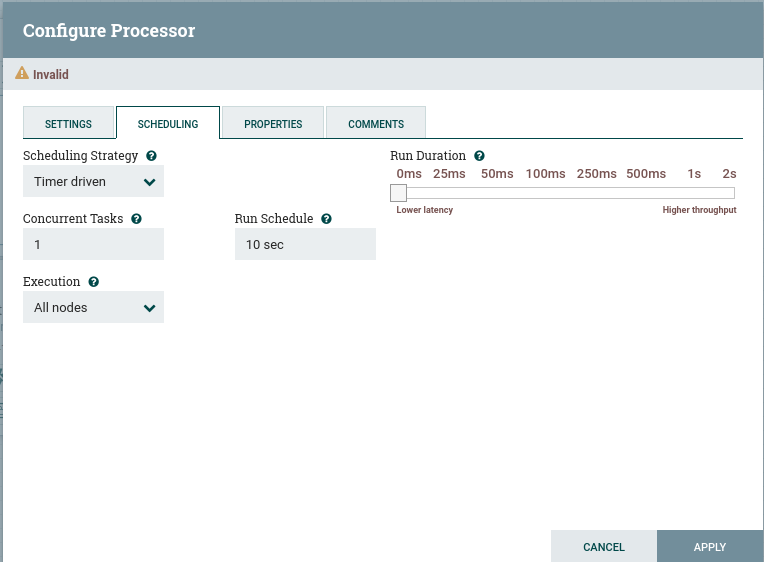 Configure Processor
Invalid
SETTINGS SCHEDULING PROPERTIES COMMENTS
Scheduling Strategy
Timer driven
Run Duration
0ms 25ms 50ms 100ms 250ms 500ms 1s 2s
Lower latency Higher throughput
Concurrent Tasks
1
Run Schedule
10 sec
Execution
All nodes
CANCEL APPLY